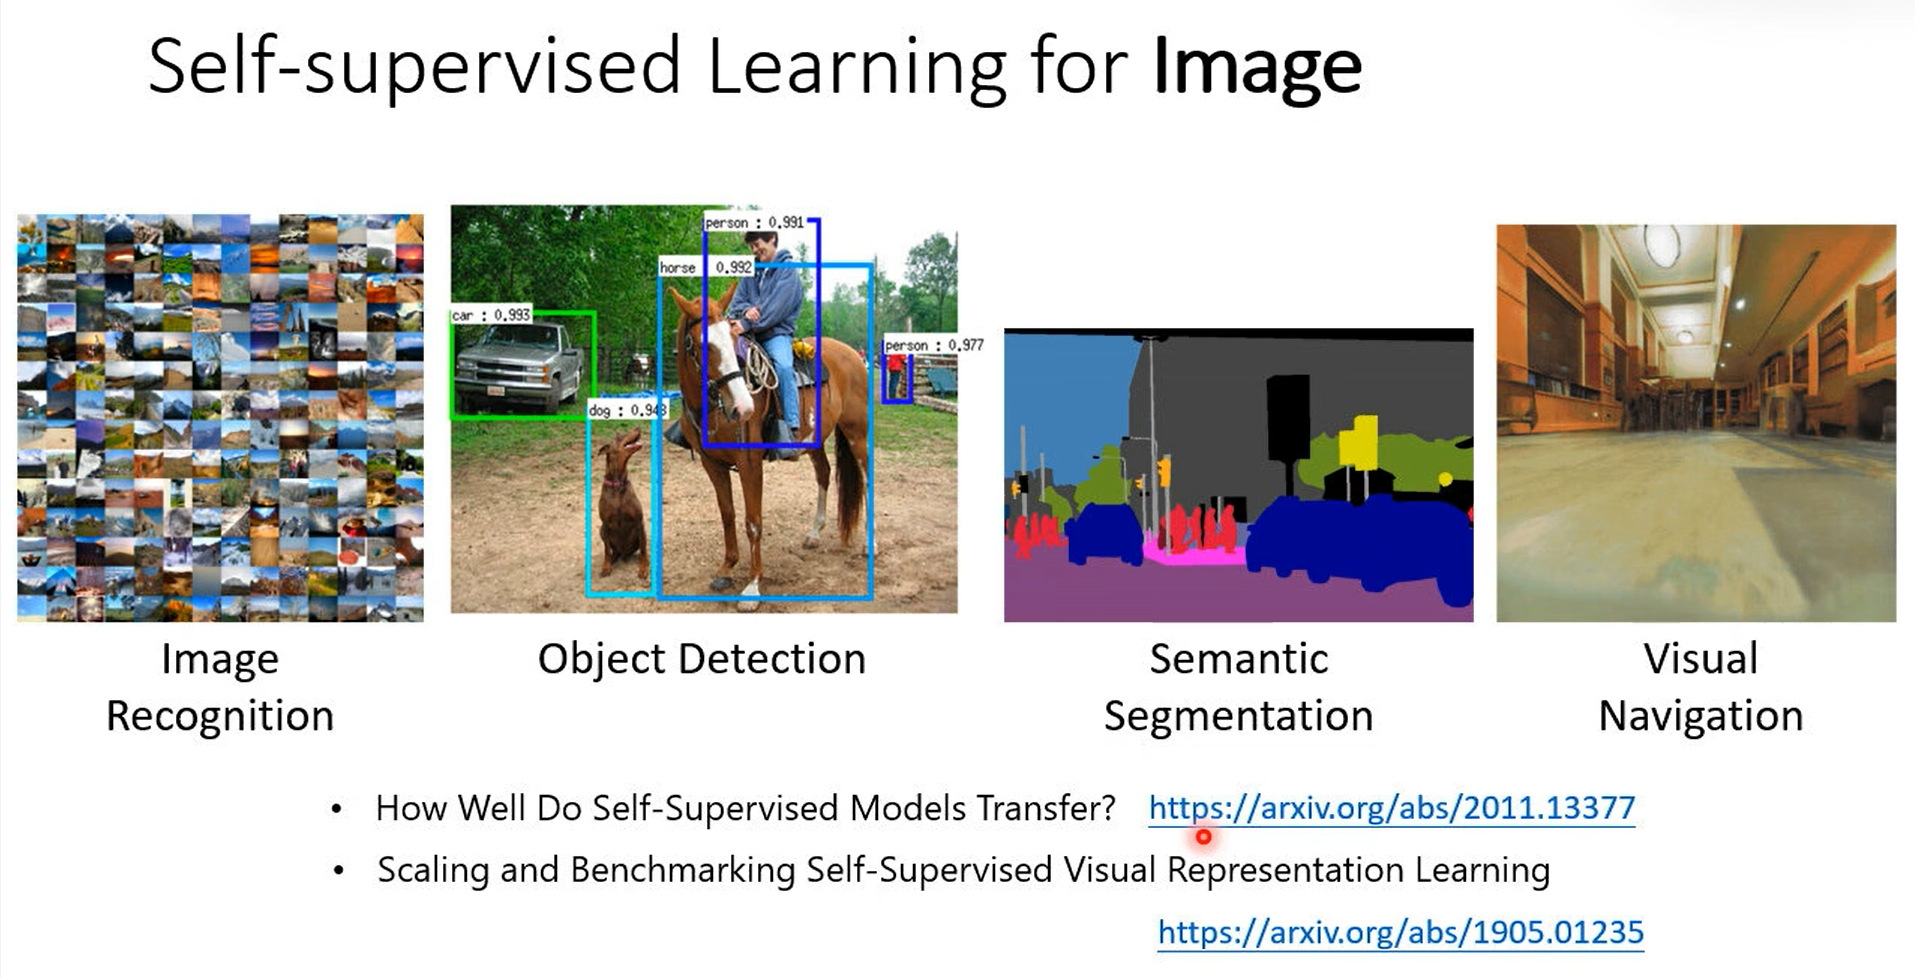 Self-supervised Learning for Image
person : 0.991
horse 0.992
car : 0.993
person : 0.977
dog : 0.943
Image
Recognition
Object Detection
Semantic
Segmentation
Visual
Navigation
• How Well Do Self-Supervised Models Transfer? https://arxiv.org/abs/2011.13377
• Scaling and Benchmarking Self-Supervised Visual Representation Learning
https://arxiv.org/abs/1905.01235